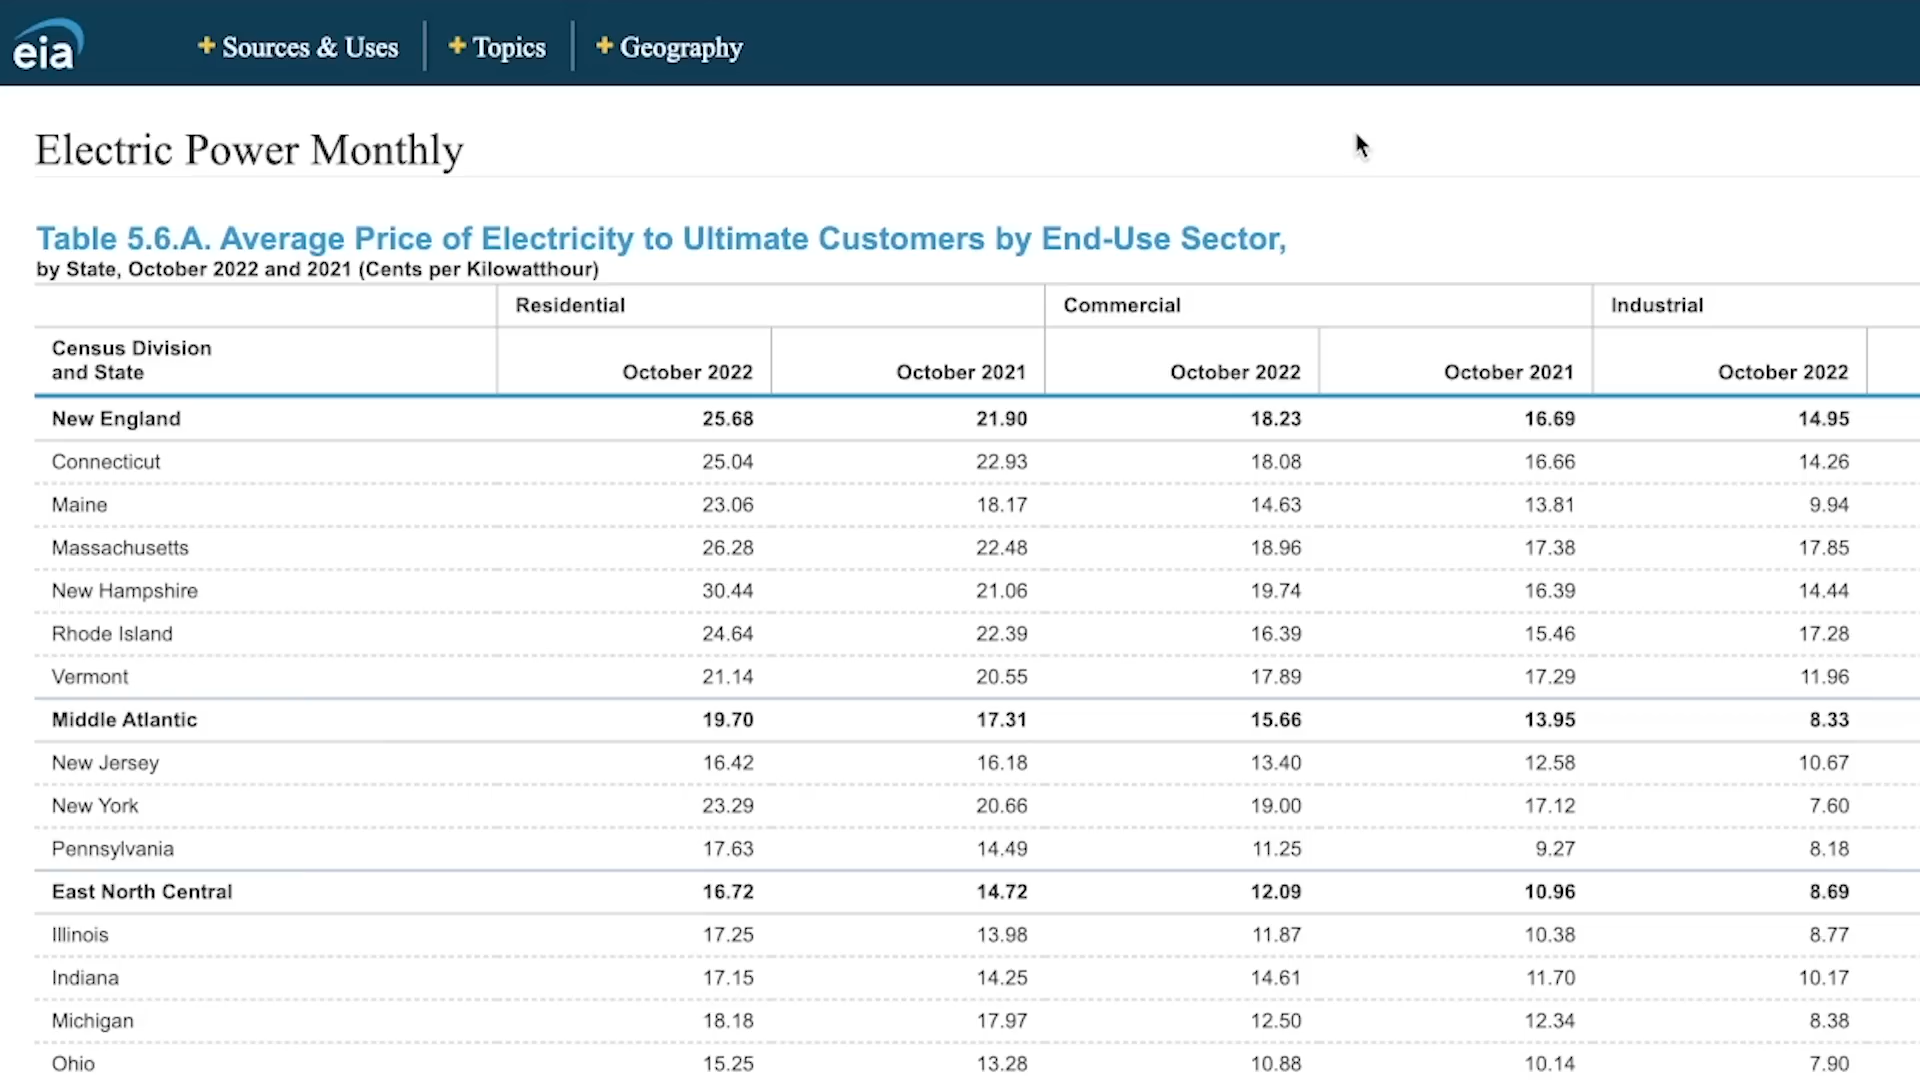 eia
+ Sources & Uses + Topics + Geography
Electric Power Monthly
Table 5.6.A. Average Price of Electricity to Ultimate Customers by End-Use Sector,
by State, October 2022 and 2021 (Cents per Kilowatthour)
Residential Commercial Industrial
Census Division
and State October 2022 October 2021 October 2022 October 2021 October 2022
New England 25.68 21.90 18.23 16.69 14.95
Connecticut 25.04 22.93 18.08 16.66 14.26
Maine 23.06 18.17 14.63 13.81 9.94
Massachusetts 26.28 22.48 18.96 17.38 17.85
New Hampshire 30.44 21.06 19.74 16.39 14.44
Rhode Island 24.64 22.39 16.39 15.46 17.28
Vermont 21.14 20.55 17.89 17.29 11.96
Middle Atlantic 19.70 17.31 15.66 13.95 8.33
New Jersey 16.42 16.18 13.40 12.58 10.67
New York 23.29 20.66 19.00 17.12 7.60
Pennsylvania 17.63 14.49 11.25 9.27 8.18
East North Central 16.72 14.72 12.09 10.96 8.69
Illinois 17.25 13.98 11.87 10.38 8.77
Indiana 17.15 14.25 14.61 11.70 10.17
Michigan 18.18 17.97 12.50 12.34 8.38
Ohio 15.25 13.28 10.88 10.14 7.90